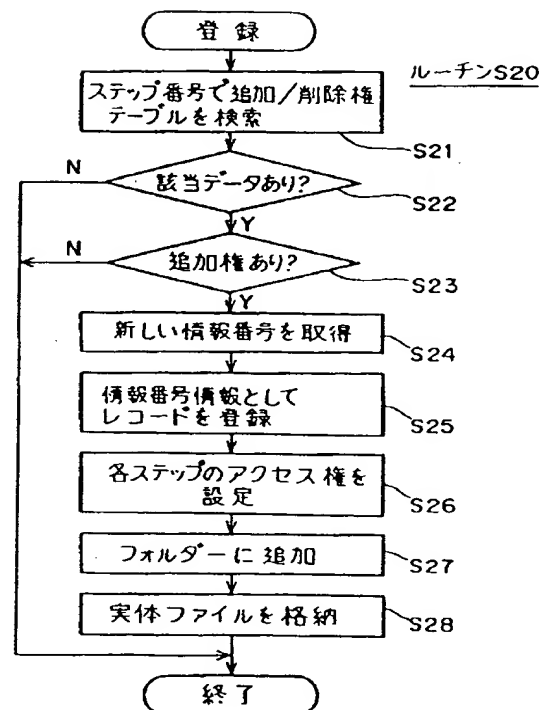 登録
ルーチンS20
ステップ番号で追加/削除権
テーブルを検索
S21
N
該当データあり?
S22
Y
N
追加権あり?
S23
Y
新しい情報番号を取得
S24
情報番号情報として
レコードを登録
S25
各ステップのアクセス権を
設定
S26
フォルダーに追加
S27
実体ファイルを格納
S28
終了